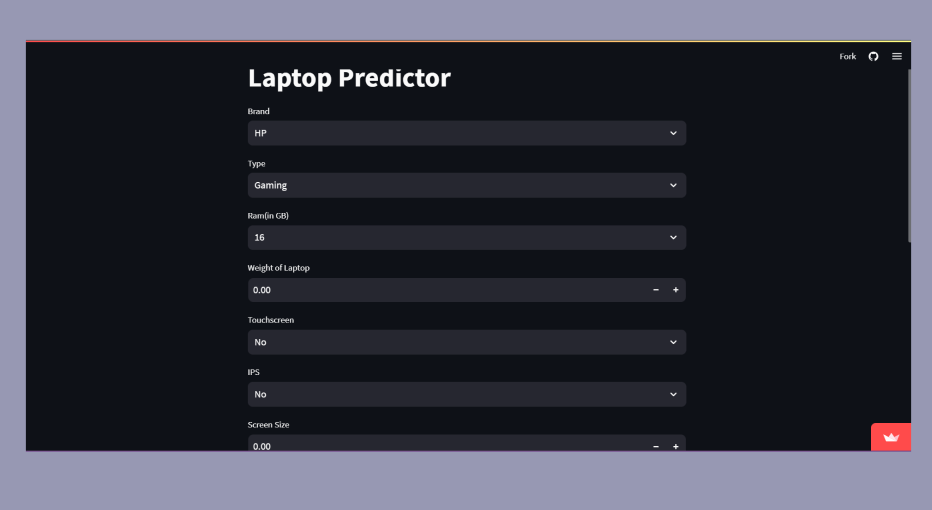 Fork
Laptop Predictor
Brand
HP
Type
Gaming
Ram(in GB)
16
Weight of Laptop
0.00
Touchscreen
No
IPS
No
Screen Size
0.00